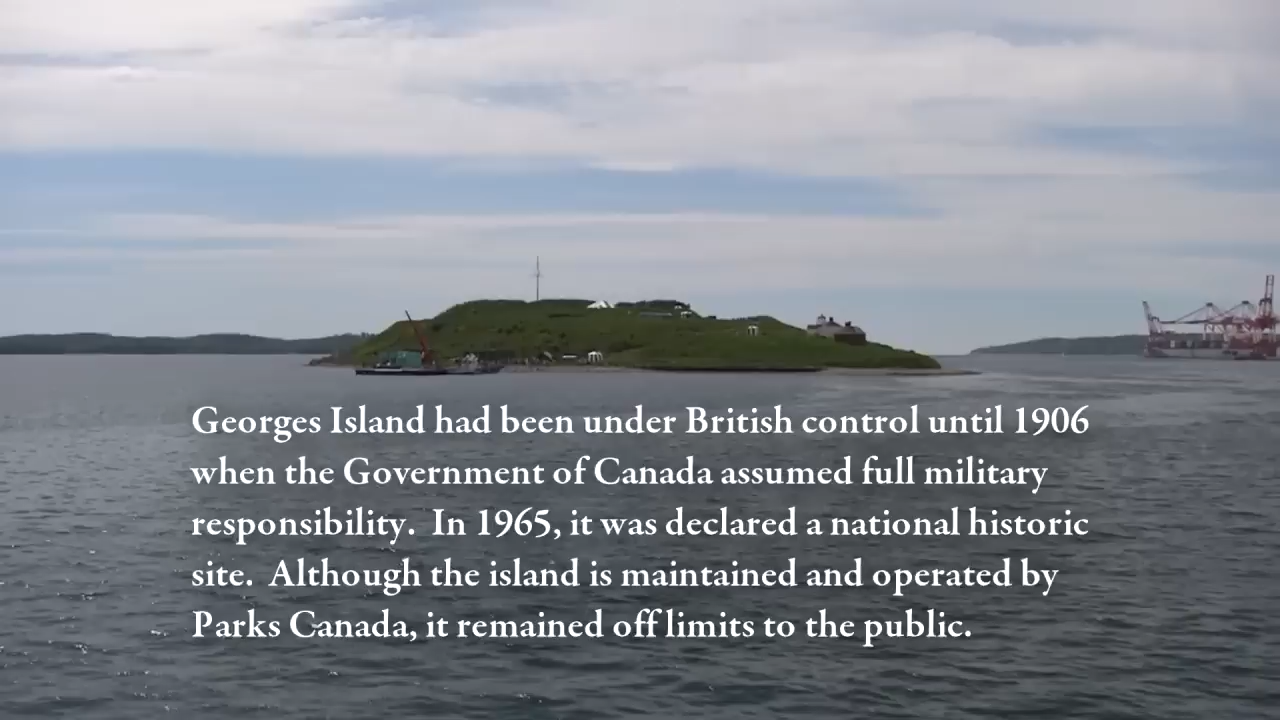 Georges Island had been under British control until 1906
when the Government of Canada assumed full military
responsibility.  In 1965, it was declared a national historic
site.  Although the island is maintained and operated by
Parks Canada, it remained off limits to the public.